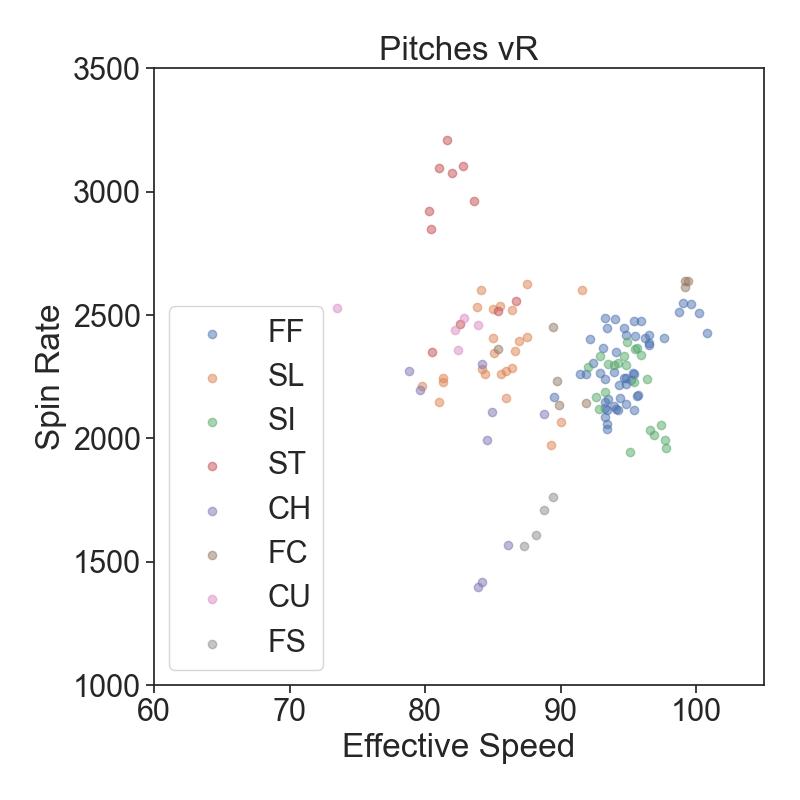 Pitches vR
3500
3000
2500
2000
1500
1000
Spin Rate
FF
SL
SI
ST
CH
FC
CU
FS
60 70 80 90 100
Effective Speed